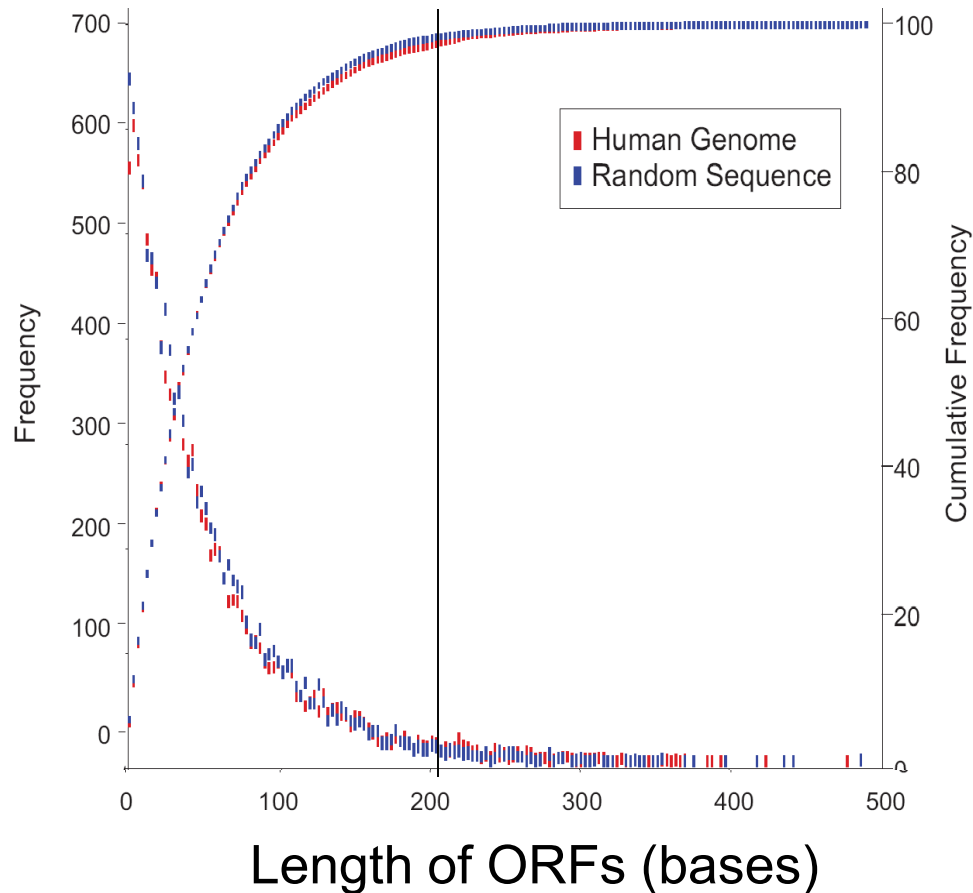 700
600
500
400
300
200
100
0
Frequency
Human Genome
Random Sequence
100
80
60
40
20
0
Cumulative Frequency
0 100 200 300 400 500
Length of ORFs (bases)